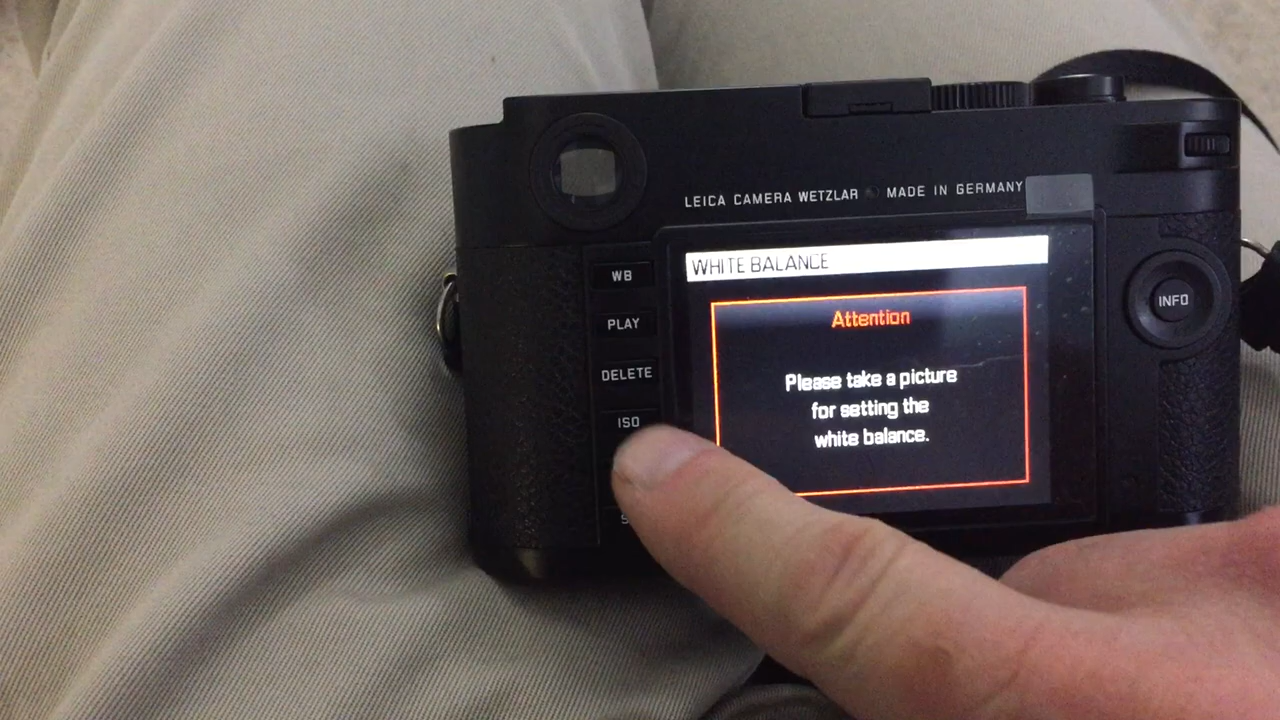 LEICA CAMERA WETZLAR MADE IN GERMANY
WB
PLAY
DELETE
ISO
WHITE BALANCE
Attention
Please take a picture
for setting the
white balance.
INFO